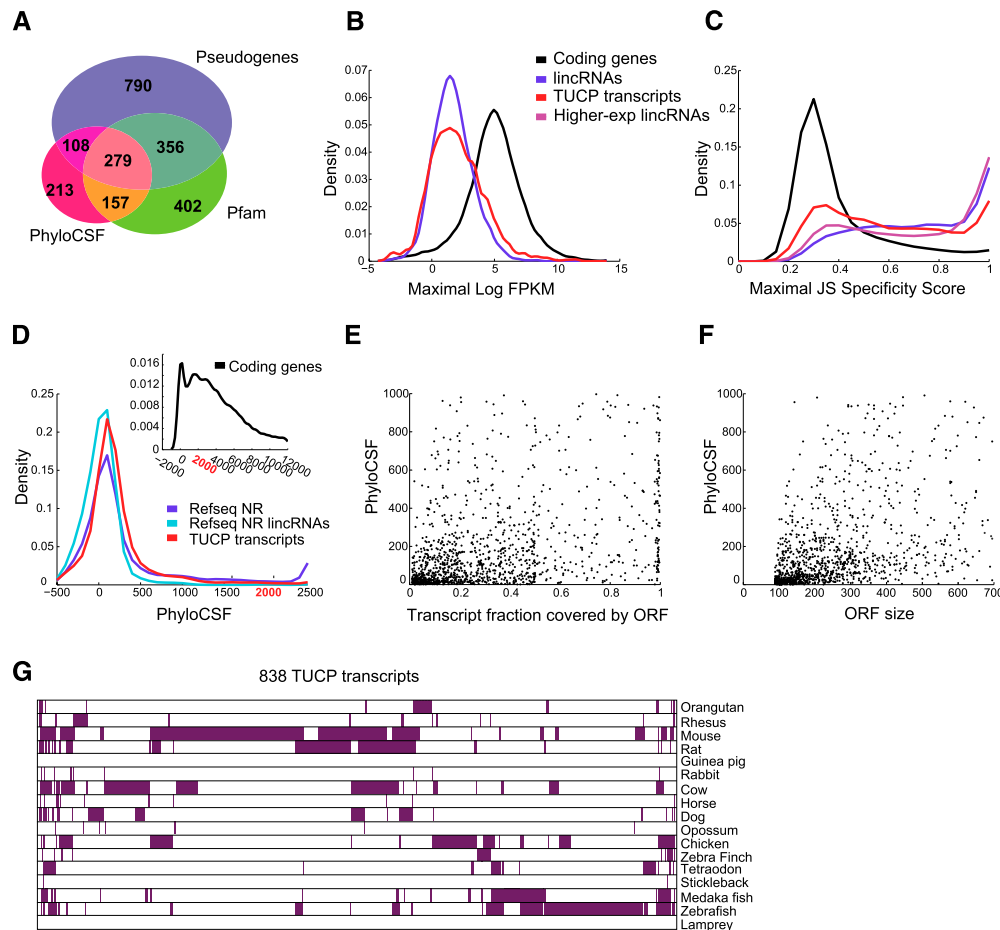 A
Pseudogenes
790
108
279
356
213
157
402
PhyloCSF
Pfam
B
Coding genes
lincRNAs
TUCP transcripts
Higher-exp lincRNAs
0.07
0.06
0.05
0.04
0.03
0.02
0.01
0
Density
−5
0
5
10
15
Maximal Log FPKM
C
0.25
0.2
0.15
0.1
0.05
0
Density
0
0.2
0.4
0.6
0.8
1
Maximal JS Specificity Score
D
0.016
0.012
0.008
0.004
0
Coding genes
−2000
0
2000
4000
6000
8000
10000
12000
0.25
0.2
0.15
0.1
0.05
0
Density
Refseq NR
Refseq NR lincRNAs
TUCP transcripts
−500
0
500
1000
1500
2000
2500
PhyloCSF
E
1000
800
600
400
200
0
PhyloCSF
0
0.2
0.4
0.6
0.8
1
Transcript fraction covered by ORF
F
1000
800
600
400
200
0
PhyloCSF
0
100
200
300
400
500
600
700
ORF size
G
838 TUCP transcripts
Orangutan
Rhesus
Mouse
Rat
Guinea pig
Rabbit
Cow
Horse
Dog
Opossum
Chicken
Zebra Finch
Tetraodon
Stickleback
Medaka fish
Zebrafish
Lamprey